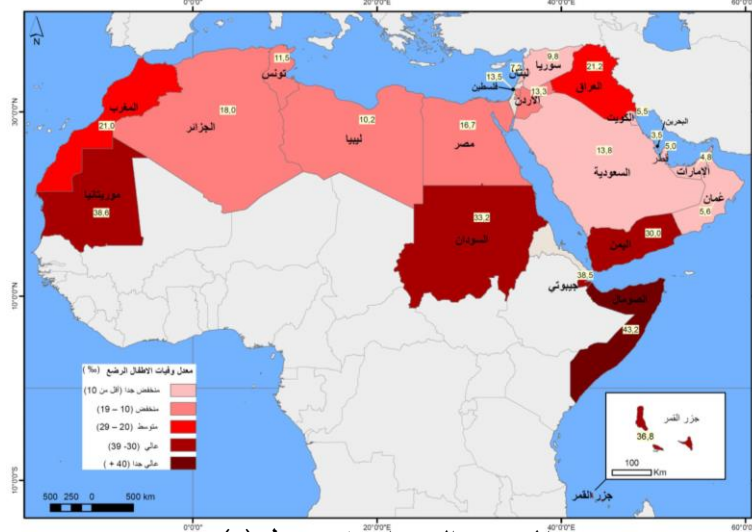 N
0°0'0"
20°0'0"E
40°0'0"E
60°0'0"E
30°0'0"N
10°0'0"N
10°0'0"S
المغرب
21,0
الجزائر
18,0
تونس
11,5
ليبيا
10,2
مصر
16,7
موريتانيا
38,6
السودان
33,2
لبنان
فلسطين
13,5
سوريا
9,8
الاردن
13,3
العراق
21,2
الكويت
5,5
البحرين
3,5
قطر
5,0
الإمارات
4,8
عُمان
5,6
السعودية
13,8
اليمن
30,0
جيبوتي
38,5
الصومال
43,2
معدل وفيات الاطفال الرضع (‰)
منخفض جدا (أقل من 10)
منخفض (10 – 19)
متوسط (20 – 29)
عالي (30- 39)
عالي جدا (40 + )
جزر القمر
36,8
100
Km
جزر القمر
500 250 0 500 km